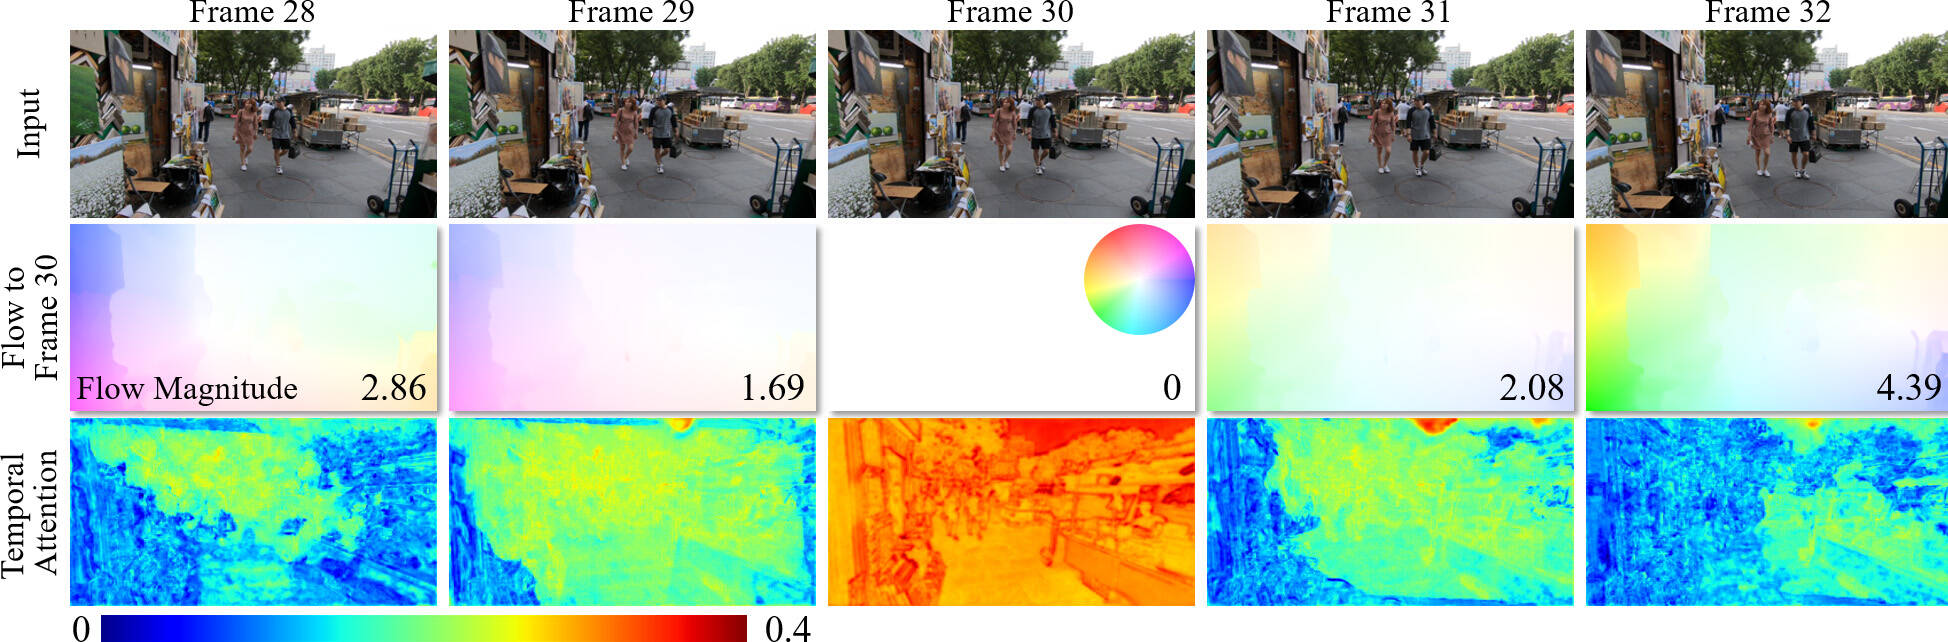 Frame 28
Frame 29
Frame 30
Frame 31
Frame 32
Input
Flow to
Frame 30
Flow Magnitude
2.86
1.69
0
2.08
4.39
Temporal
Attention
0
0.4